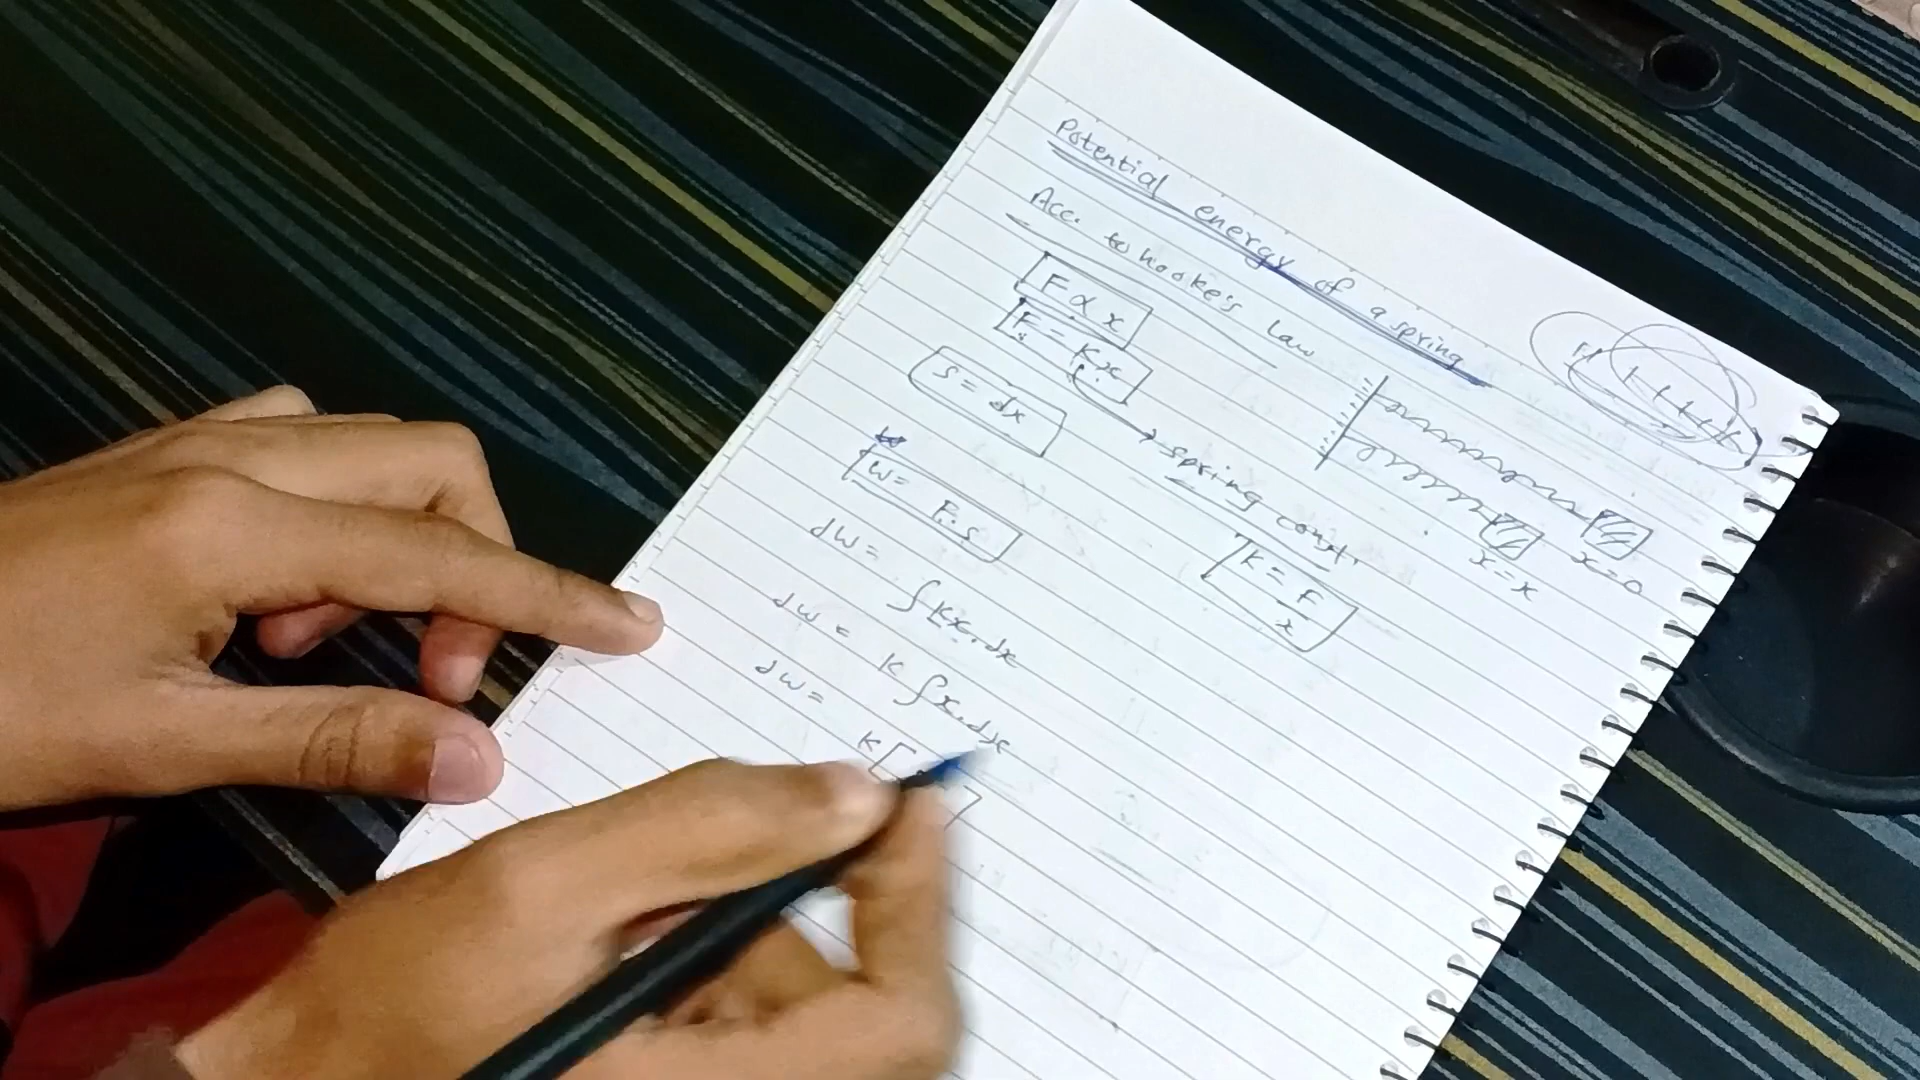 Potential energy of a spring
Acc. to hooke's Law
F α x
F = Kx
S = dx
→ spring const.
W = F.s
K = F/x
x=x x=0
dW = ∫ Kx.dx
dW = K ∫ x.dx
dW = K [ ]